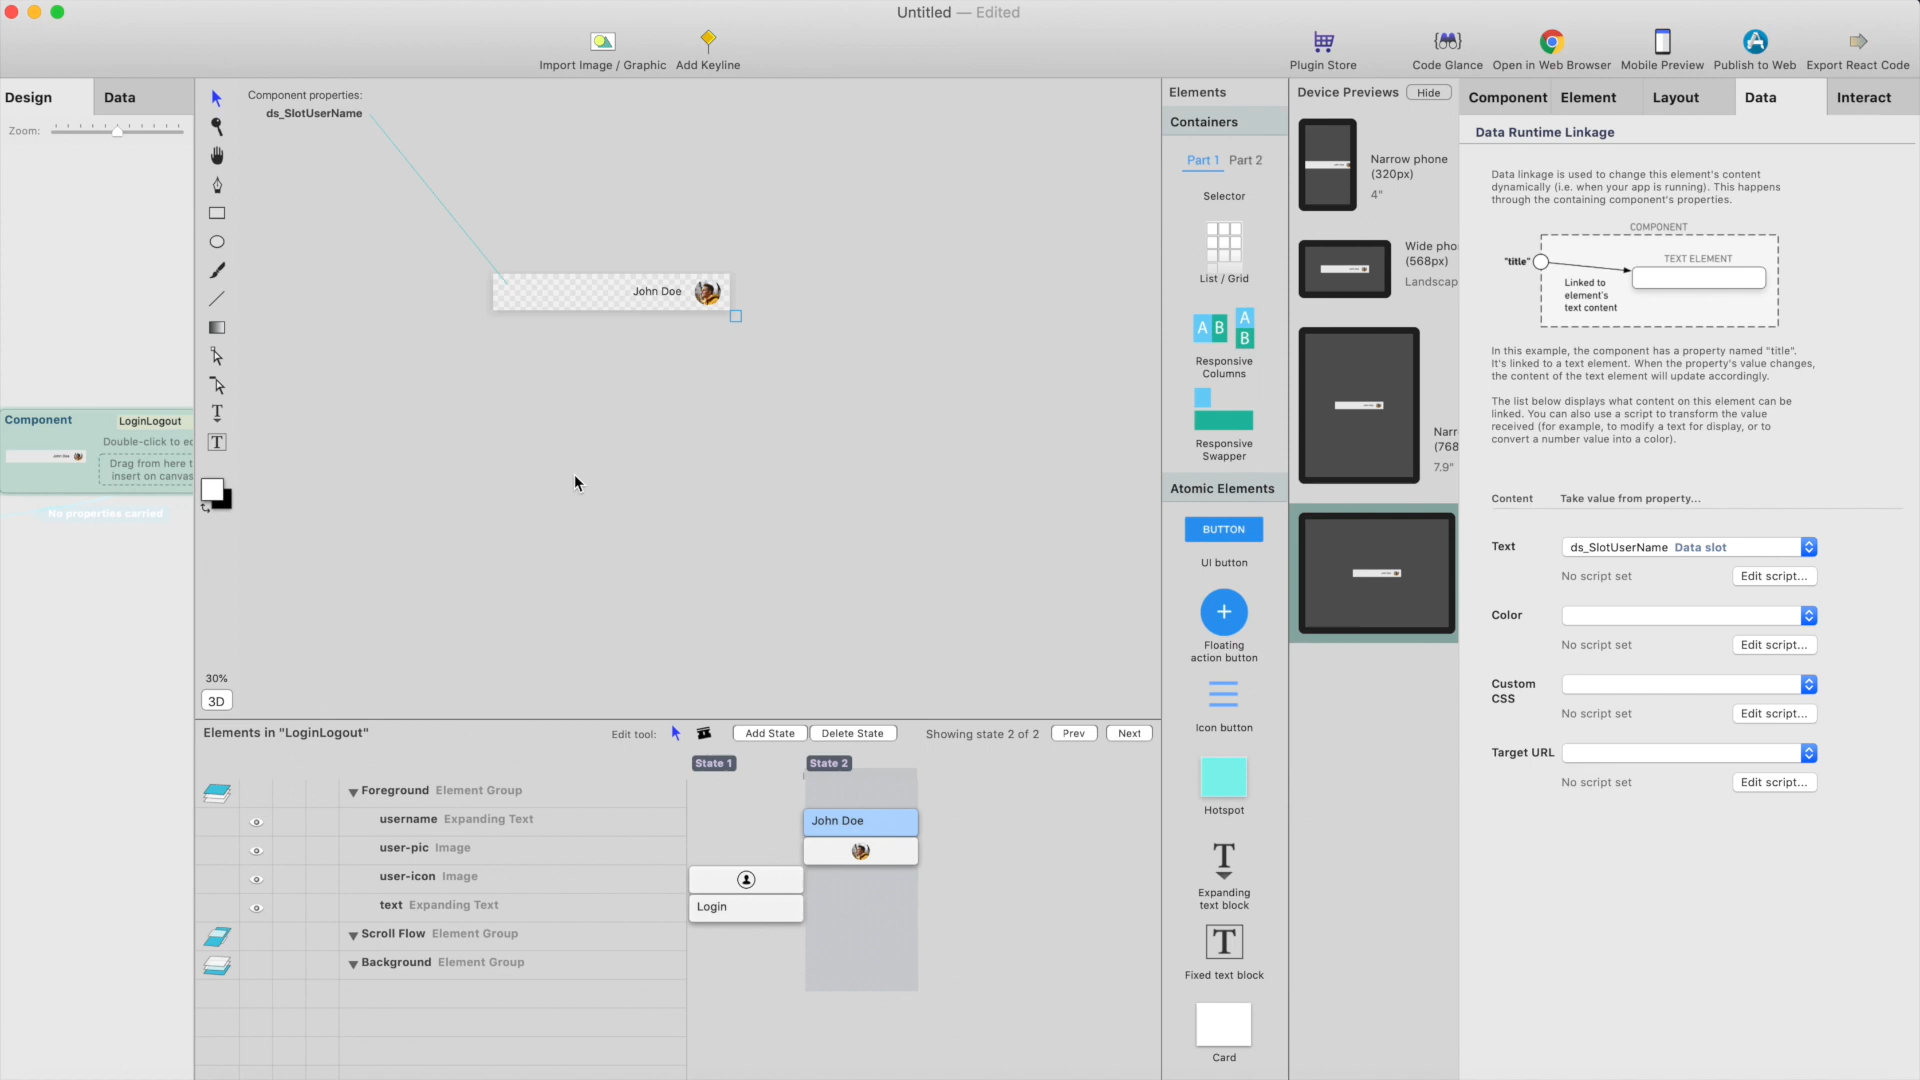 Untitled — Edited
Import Image / Graphic
Add Keyline
Plugin Store
Code Glance
Open in Web Browser
Mobile Preview
Publish to Web
Export React Code
Design
Data
Zoom:
Component
LoginLogout
Double-click to ec
Drag from here t
insert on canvas
No properties carried
Component properties:
ds_SlotUserName
John Doe
30%
3D
Elements
Containers
Part 1
Part 2
Selector
List / Grid
A B
A
B
Responsive
Columns
Responsive
Swapper
Atomic Elements
BUTTON
UI button
Floating
action button
Icon button
Hotspot
T
Expanding
text block
T
Fixed text block
Card
Device Previews
Hide
Narrow phone
(320px)
4"
Wide pho
(568px)
Landscap
Narr
(768
7.9"
Component
Element
Layout
Data
Interact
Data Runtime Linkage
Data linkage is used to change this element's content
dynamically (i.e. when your app is running). This happens
through the containing component's properties.
COMPONENT
"title"
TEXT ELEMENT
Linked to
element's
text content
In this example, the component has a property named "title".
It's linked to a text element. When the property's value changes,
the content of the text element will update accordingly.
The list below displays what content on this element can be
linked. You can also use a script to transform the value
received (for example, to modify a text for display, or to
convert a number value into a color).
Content
Take value from property...
Text
ds_SlotUserName Data slot
No script set
Edit script...
Color
No script set
Edit script...
Custom
CSS
No script set
Edit script...
Target URL
No script set
Edit script...
Elements in "LoginLogout"
Edit tool:
Add State
Delete State
Showing state 2 of 2
Prev
Next
State 1
State 2
Foreground Element Group
username Expanding Text
John Doe
user-pic Image
user-icon Image
text Expanding Text
Login
Scroll Flow Element Group
Background Element Group